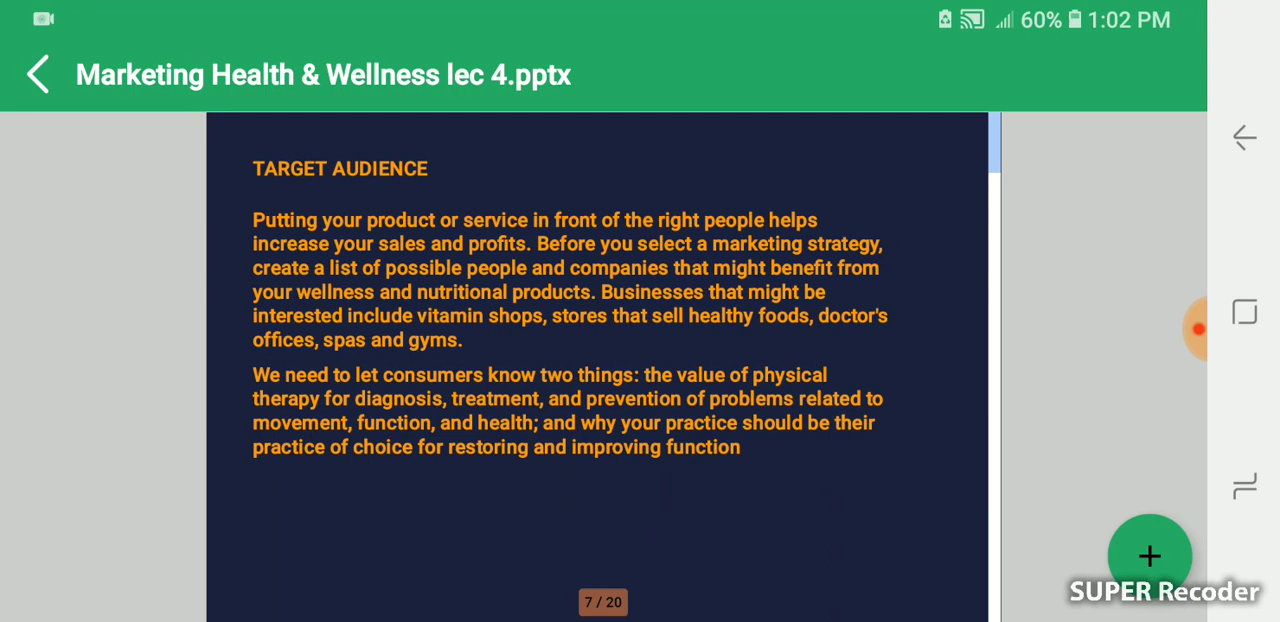 60% 1:02 PM
Marketing Health & Wellness lec 4.pptx
TARGET AUDIENCE
Putting your product or service in front of the right people helps
increase your sales and profits. Before you select a marketing strategy,
create a list of possible people and companies that might benefit from
your wellness and nutritional products. Businesses that might be
interested include vitamin shops, stores that sell healthy foods, doctor's
offices, spas and gyms.
We need to let consumers know two things: the value of physical
therapy for diagnosis, treatment, and prevention of problems related to
movement, function, and health; and why your practice should be their
practice of choice for restoring and improving function
7 / 20
+
SUPER Recoder